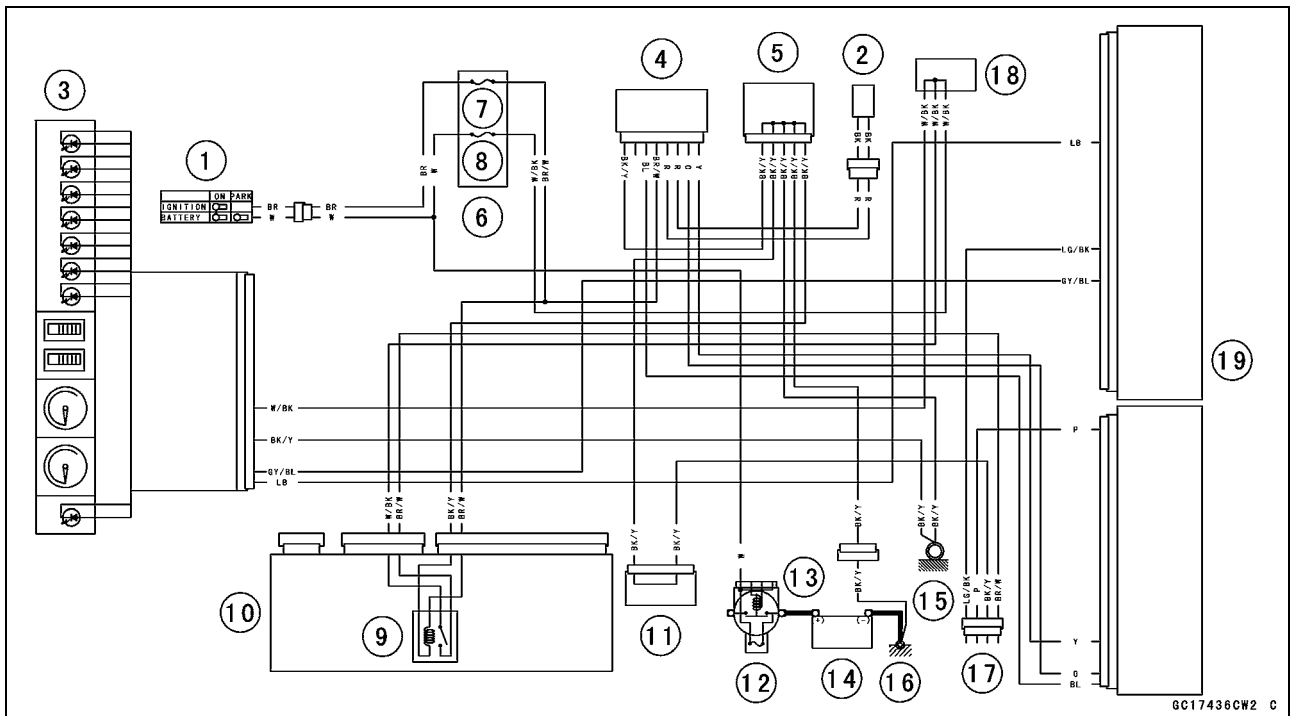 3
1
ON PARK
IGNITION
BATTERY
BR
W
BR
W
BR
W
7
8
6
W/BK
BR/W
4
BK/Y
BL
BR/W
R
R
O
Y
5
BK/Y
BK/Y
BK/Y
BK/Y
BK/Y
2
BK
BK
R
R
18
W/BK
W/BK
W/BK
LB
LG/BK
GY/BL
19
P
Y
O
BL
W/BK
BK/Y
GY/BL
LB
W/BK
BR/W
BK/Y
BR/W
10
9
BK/Y
BK/Y
11
W
13
12
(+)
(-)
14
BK/Y
BK/Y
16
BK/Y
BK/Y
15
LG/BK
P
BK/Y
BR/W
17
GC17436CW2 C